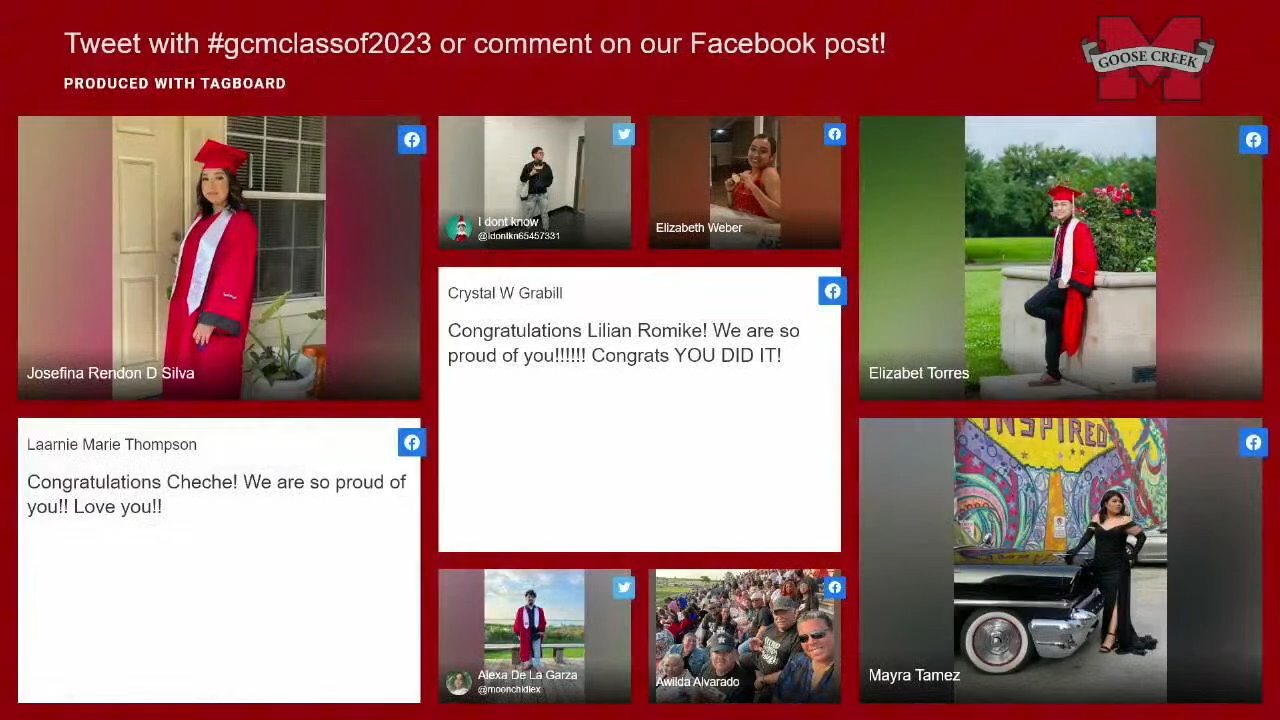 Tweet with #gcmclassof2023 or comment on our Facebook post!
PRODUCED WITH TAGBOARD
M
GOOSE CREEK
Josefina Rendon D Silva
I dont know
@idontkn65457331
Elizabeth Weber
Elizabet Torres
Crystal W Grabill
Congratulations Lilian Romike! We are so
proud of you!!!!!! Congrats YOU DID IT!
Laarnie Marie Thompson
Congratulations Cheche! We are so proud of
you!! Love you!!
INSPIRED
Alexa De La Garza
@moonchidlex
Awilda Alvarado
Mayra Tamez